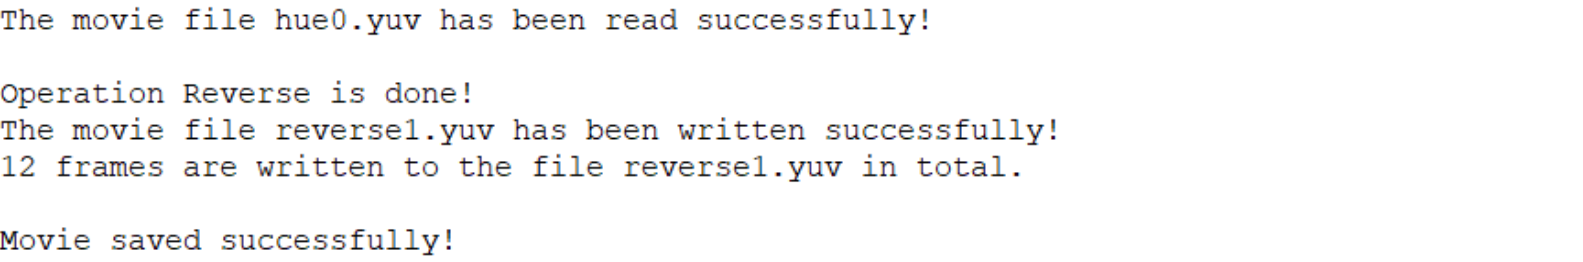 The movie file hue0.yuv has been read successfully!
Operation Reverse is done!
The movie file reverse1.yuv has been written successfully!
12 frames are written to the file reverse1.yuv in total.
Movie saved successfully!